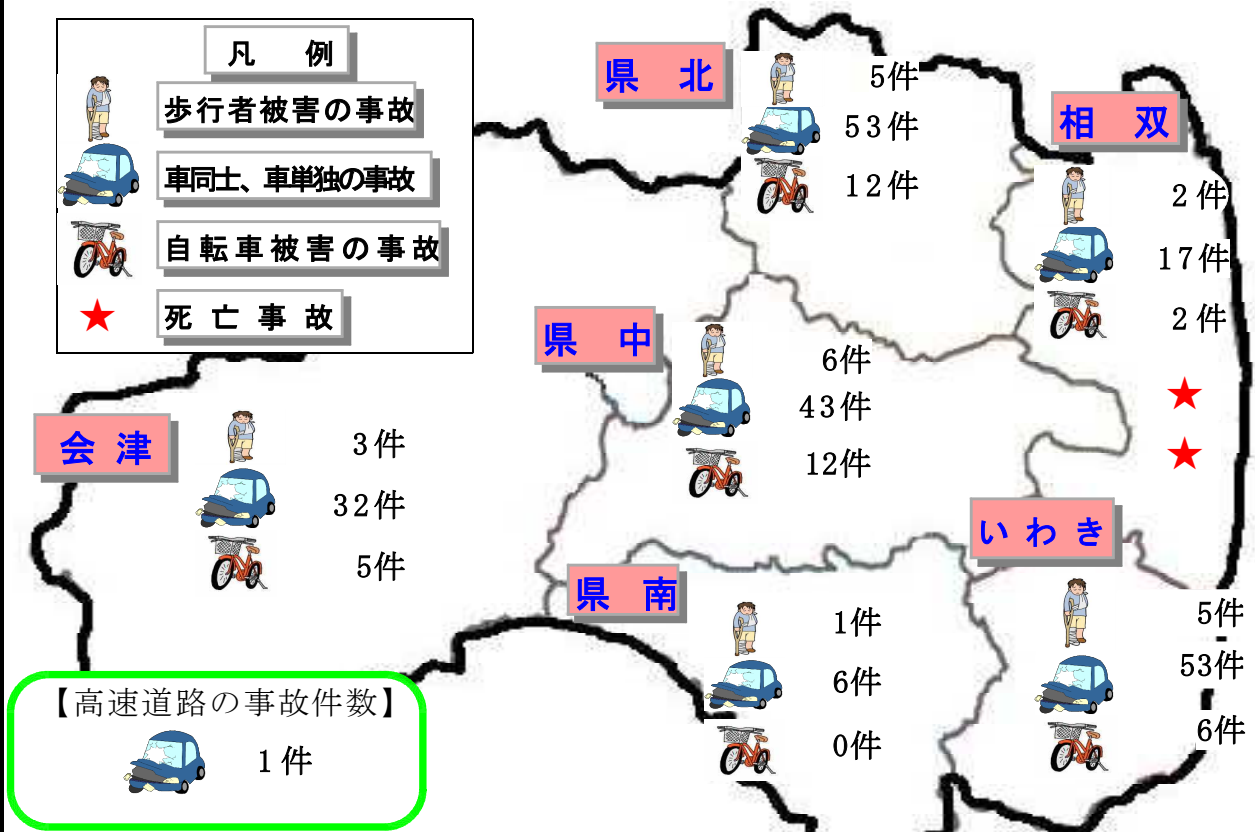 凡 例
歩行者被害の事故
車同士、車単独の事故
自転車被害の事故
死亡事故
県 北
5件
53件
12件
相 双
2件
17件
2件
県 中
6件
43件
12件
会 津
3件
32件
5件
いわき
5件
53件
6件
県 南
1件
6件
0件
【高速道路の事故件数】
1件